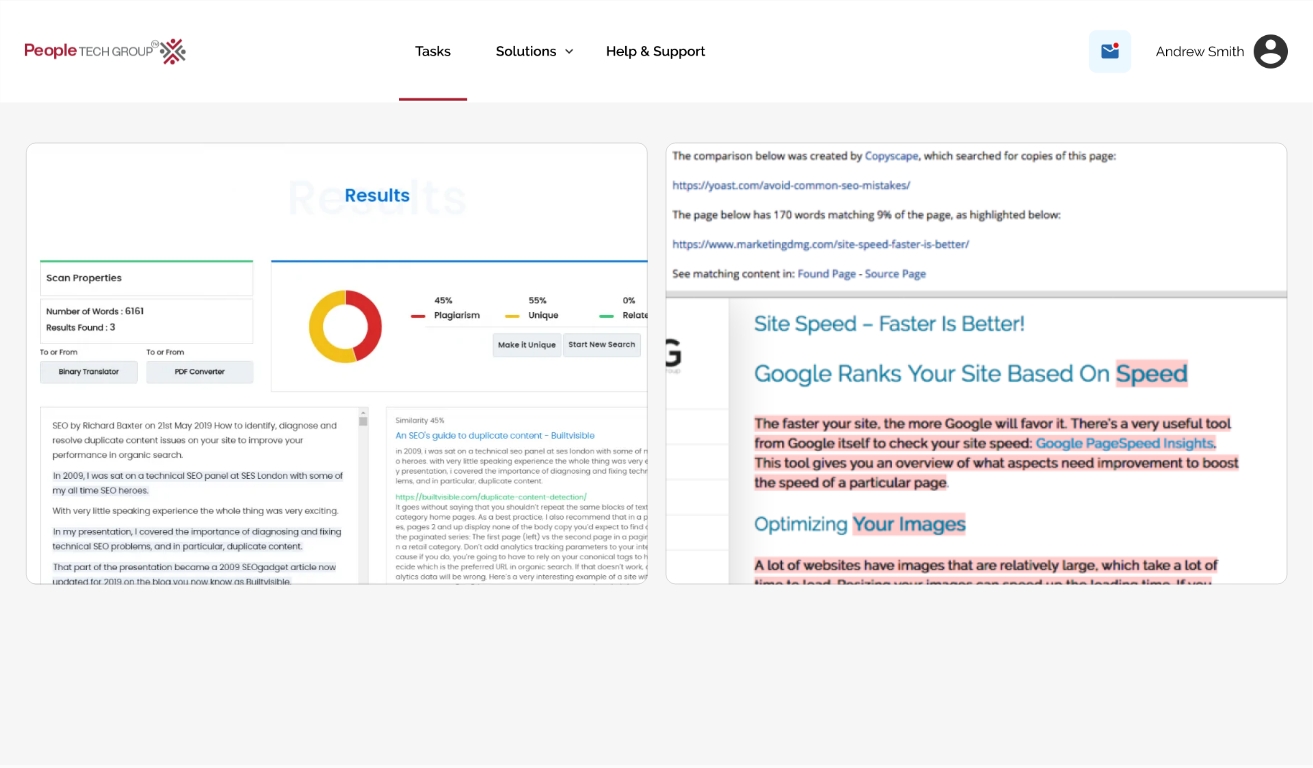 People TECH GROUP
TM
Tasks
Solutions
Help & Support
Andrew Smith
Results
Results
Scan Properties
Number of Words : 6161
Results Found : 3
To or From
To or From
Binary Translator
PDF Converter
45%
Plagiarism
55%
Unique
0%
Relate
Make it Unique
Start New Search
SEO by Richard Baxter on 21st May 2019 How to identify, diagnose and
resolve duplicate content issues on your site to improve your
performance in organic search.
In 2009, I was sat on a technical SEO panel at SES London with some of
my all time SEO heroes.
With very little speaking experience the whole thing was very exciting.
In my presentation, I covered the importance of diagnosing and fixing
technical SEO problems, and in particular, duplicate content.
That part of the presentation became a 2009 SEOgadget article now
updated for 2019 on the blog you now know as Builtvisible.
Similarity 45%
An SEO's guide to duplicate content - Builtvisible
in 2009, i was sat on a technical seo panel at ses london with some of n
o heroes. with very little speaking experience the whole thing was very e
y presentation, i covered the importance of diagnosing and fixing techn
lems, and in particular, duplicate content.
https://builtvisible.com/duplicate-content-detection/
It goes without saying that you shouldn't repeat the same blocks of text
category home pages. As a best practice, I also recommend that in a p
es, pages 2 and up display none of the body copy you'd expect to find o
the paginated series: The first page (left) vs the second page in a pagin
n a retail category. Don't add analytics tracking parameters to your inte
cause if you do, you're going to have to rely on your canonical tags to h
ecide which is the preferred URL in organic search. If that doesn't work, c
alytics data will be wrong. Here's a very interesting example of a site wi
The comparison below was created by Copyscape, which searched for copies of this page:
https://yoast.com/avoid-common-seo-mistakes/
The page below has 170 words matching 9% of the page, as highlighted below:
https://www.marketingdmg.com/site-speed-faster-is-better/
See matching content in: Found Page - Source Page
G
Site Speed – Faster Is Better!
Google Ranks Your Site Based On Speed
The faster your site, the more Google will favor it. There's a very useful tool
from Google itself to check your site speed: Google PageSpeed Insights.
This tool gives you an overview of what aspects need improvement to boost
the speed of a particular page.
Optimizing Your Images
A lot of websites have images that are relatively large, which take a lot of
time to load. Resizing your images can speed up the loading time. If you